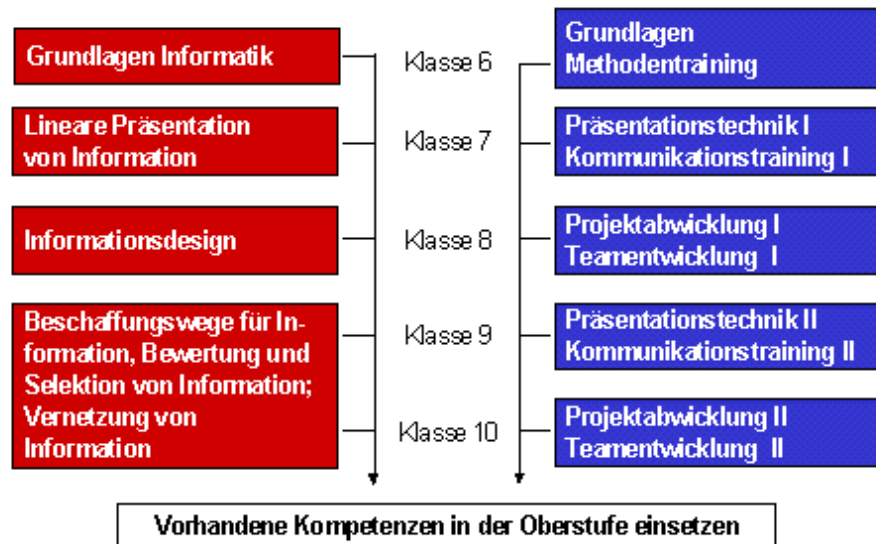 Grundlagen Informatik
Klasse 6
Grundlagen
Methodentraining
Lineare Präsentation
von Information
Klasse 7
Präsentationstechnik I
Kommunikationstraining I
Informationsdesign
Klasse 8
Projektabwicklung I
Teamentwicklung I
Beschaffungswege für In-
formation, Bewertung und
Selektion von Information;
Vernetzung von
Information
Klasse 9
Präsentationstechnik II
Kommunikationstraining II
Klasse 10
Projektabwicklung II
Teamentwicklung II
Vorhandene Kompetenzen in der Oberstufe einsetzen